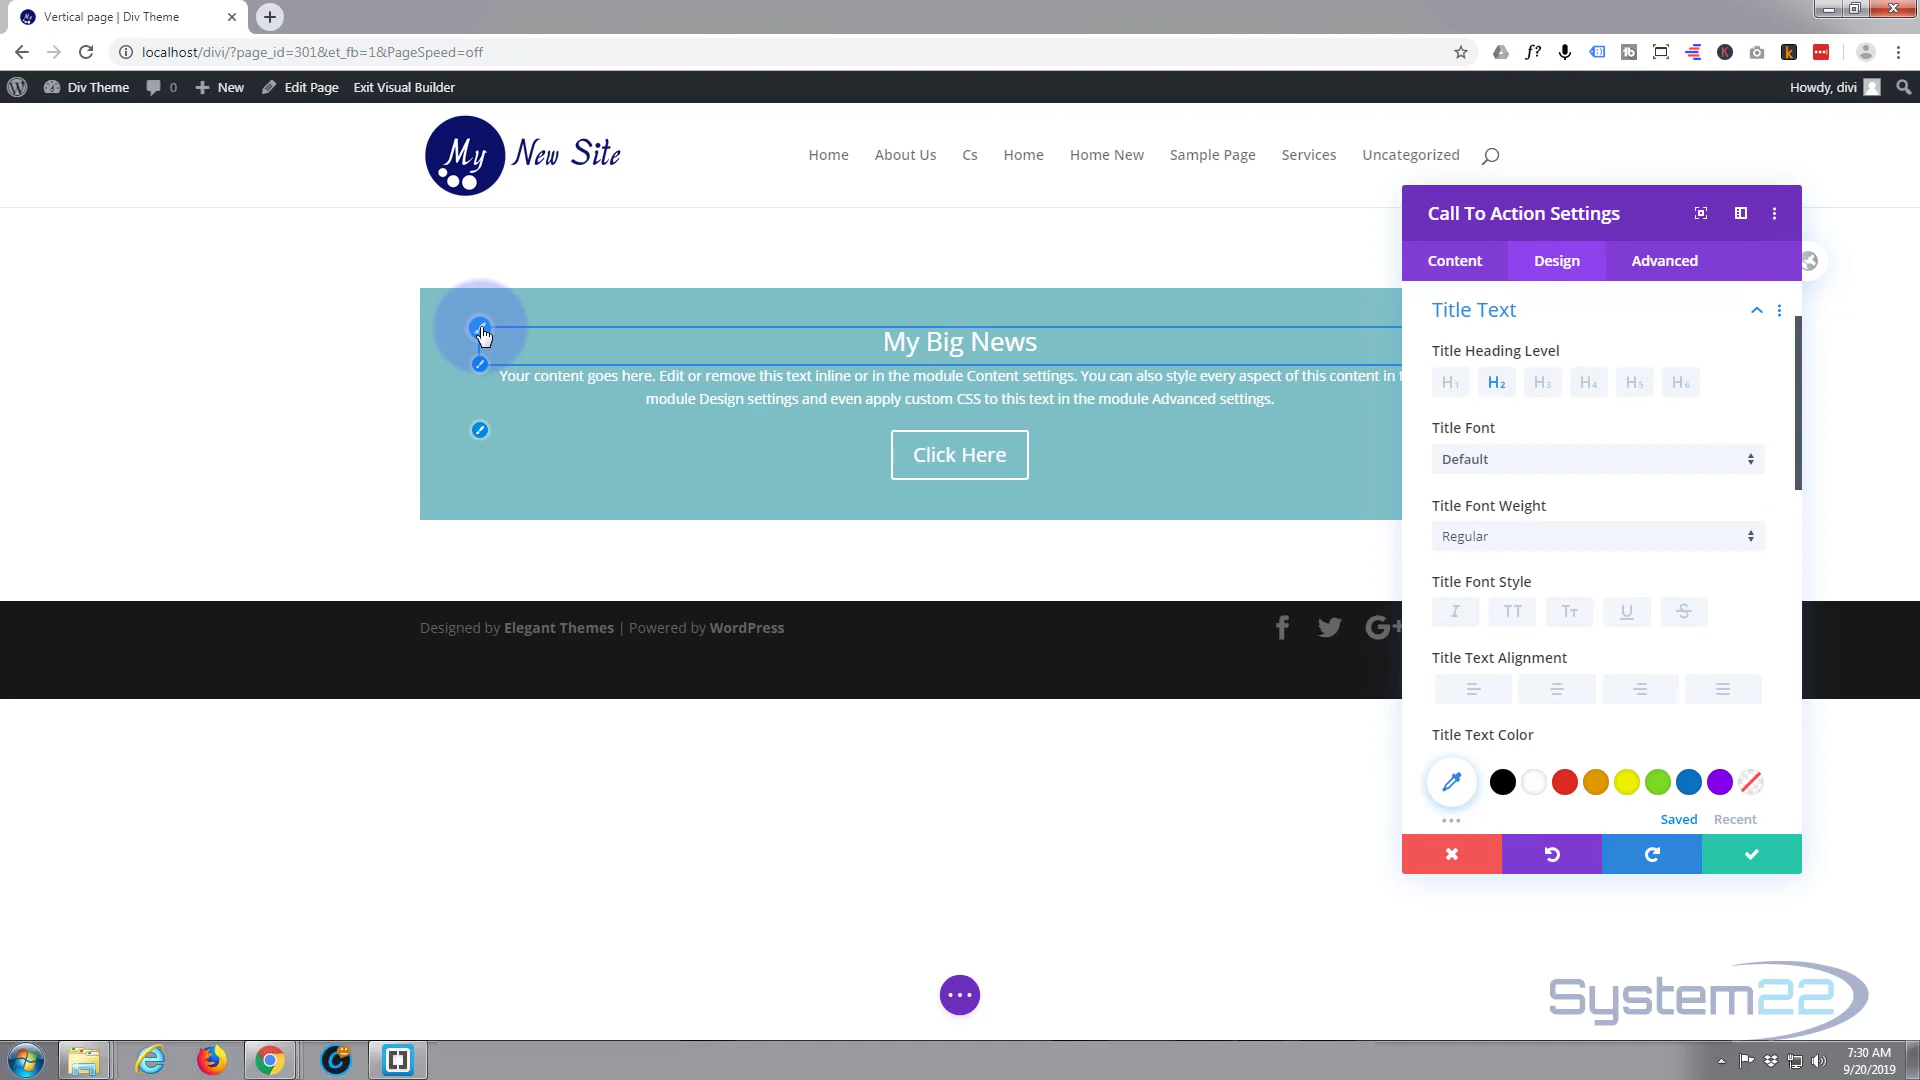 Vertical page | Div Theme
localhost/divi/?page_id=301&et_fb=1&PageSpeed=off
Div Theme 0 New Edit Page Exit Visual Builder Howdy, divi
My New Site
Home About Us Cs Home Home New Sample Page Services Uncategorized
Call To Action Settings
Content Design Advanced
My Big News
Your content goes here. Edit or remove this text inline or in the module Content settings. You can also style every aspect of this content in
module Design settings and even apply custom CSS to this text in the module Advanced settings.
Click Here
Title Text
Title Heading Level
H1 H2 H3 H4 H5 H6
Title Font
Default
Title Font Weight
Regular
Title Font Style
I TT Tt U S
Title Text Alignment
Title Text Color
Saved Recent
Designed by Elegant Themes | Powered by WordPress
System22
7:30 AM
9/20/2019